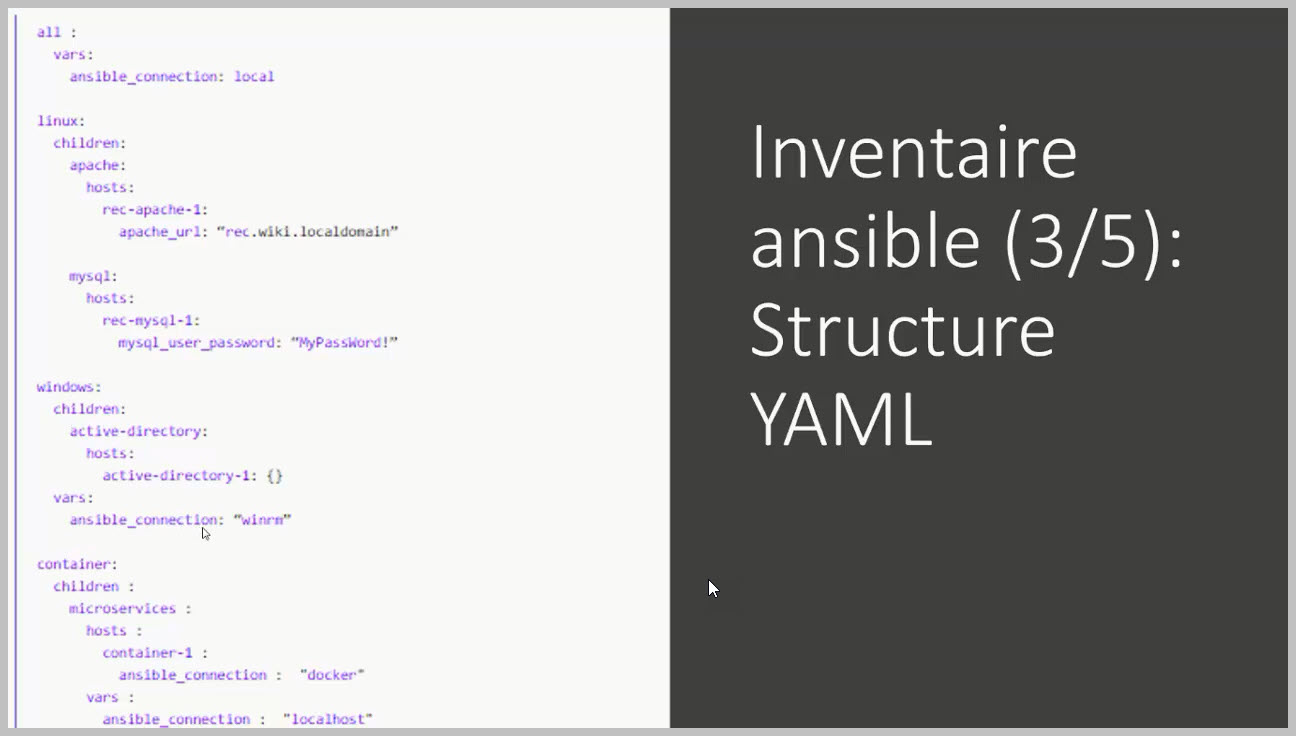 all :
vars:
ansible_connection: local
linux:
children:
apache:
hosts:
rec-apache-1:
apache_url: “rec.wiki.localdomain”
mysql:
hosts:
rec-mysql-1:
mysql_user_password: “MyPassWord!”
windows:
children:
active-directory:
hosts:
active-directory-1: {}
vars:
ansible_connection: “winrm”
container:
children :
microservices :
hosts :
container-1 :
ansible_connection : "docker"
vars :
ansible_connection : "localhost"
Inventaire
ansible (3/5):
Structure
YAML